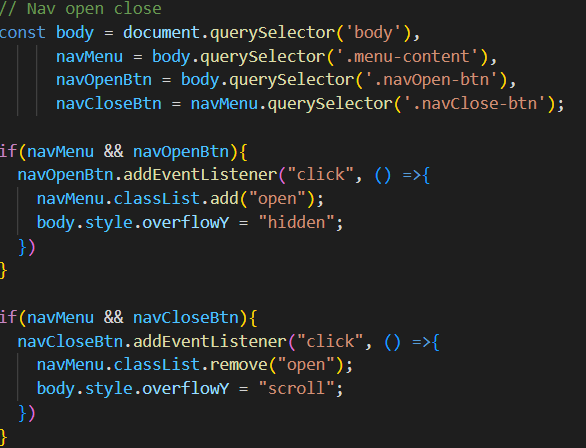 // Nav open close
const body = document.querySelector('body'),
      navMenu = body.querySelector('.menu-content'),
      navOpenBtn = body.querySelector('.navOpen-btn'),
      navCloseBtn = navMenu.querySelector('.navClose-btn');

if(navMenu && navOpenBtn){
  navOpenBtn.addEventListener("click", () =>{
    navMenu.classList.add("open");
    body.style.overflowY = "hidden";
  })
}

if(navMenu && navCloseBtn){
  navCloseBtn.addEventListener("click", () =>{
    navMenu.classList.remove("open");
    body.style.overflowY = "scroll";
  })
}